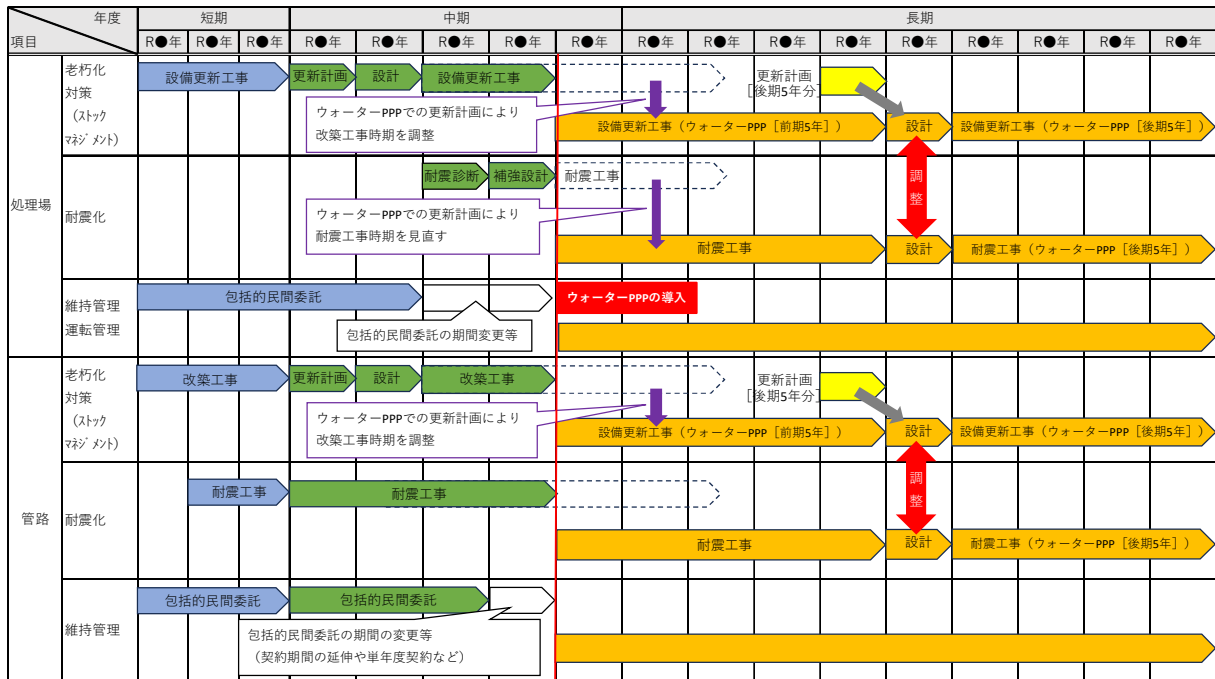 年度
項目
短期
中期
長期
R●年 R●年 R●年 R●年 R●年 R●年 R●年 R●年 R●年 R●年 R●年 R●年 R●年 R●年 R●年 R●年 R●年
処理場
老朽化
対策
（ストック
マネジメント）
設備更新工事
更新計画
設計
設備更新工事
更新計画
［後期5年分］
ウォーターPPPでの更新計画により
改築工事時期を調整
設備更新工事（ウォーターPPP［前期5年］）
設計
設備更新工事（ウォーターPPP［後期5年］）
耐震化
耐震診断
補強設計
耐震工事
調整
ウォーターPPPでの更新計画により
耐震工事時期を見直す
耐震工事
設計
耐震工事（ウォーターPPP［後期5年］）
維持管理
運転管理
包括的民間委託
ウォーターPPPの導入
包括的民間委託の期間変更等
管路
老朽化
対策
（ストック
マネジメント）
改築工事
更新計画
設計
改築工事
更新計画
［後期5年分］
ウォーターPPPでの更新計画により
改築工事時期を調整
設備更新工事（ウォーターPPP［前期5年］）
設計
設備更新工事（ウォーターPPP［後期5年］）
耐震化
耐震工事
耐震工事
調整
耐震工事
設計
耐震工事（ウォーターPPP［後期5年］）
維持管理
包括的民間委託
包括的民間委託
包括的民間委託の期間の変更等
（契約期間の延伸や単年度契約など）